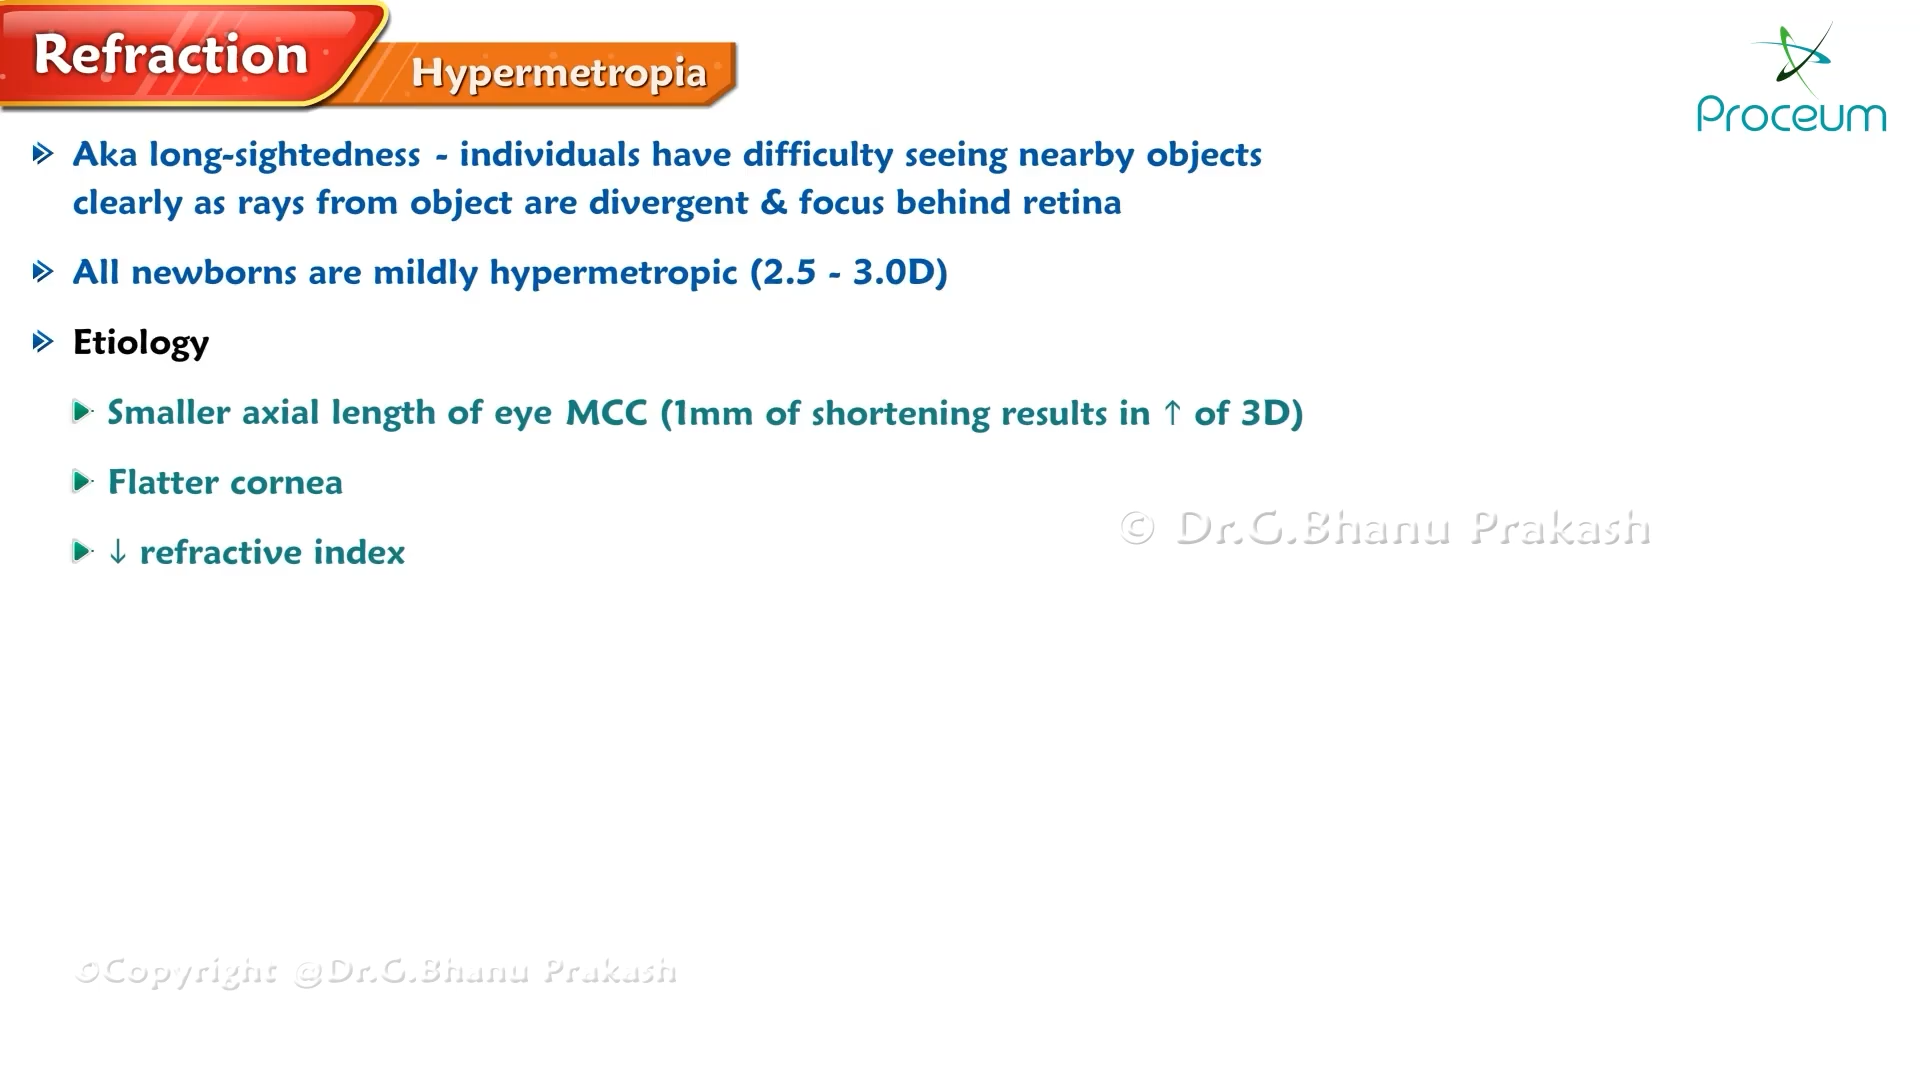 Refraction
Hypermetropia
Proceum
Aka long-sightedness - individuals have difficulty seeing nearby objects
clearly as rays from object are divergent & focus behind retina
All newborns are mildly hypermetropic (2.5 - 3.0D)
Etiology
Smaller axial length of eye MCC (1mm of shortening results in ↑ of 3D)
Flatter cornea
© Dr.G.Bhanu Prakash
↓ refractive index
©Copyright @Dr.G.Bhanu Prakash